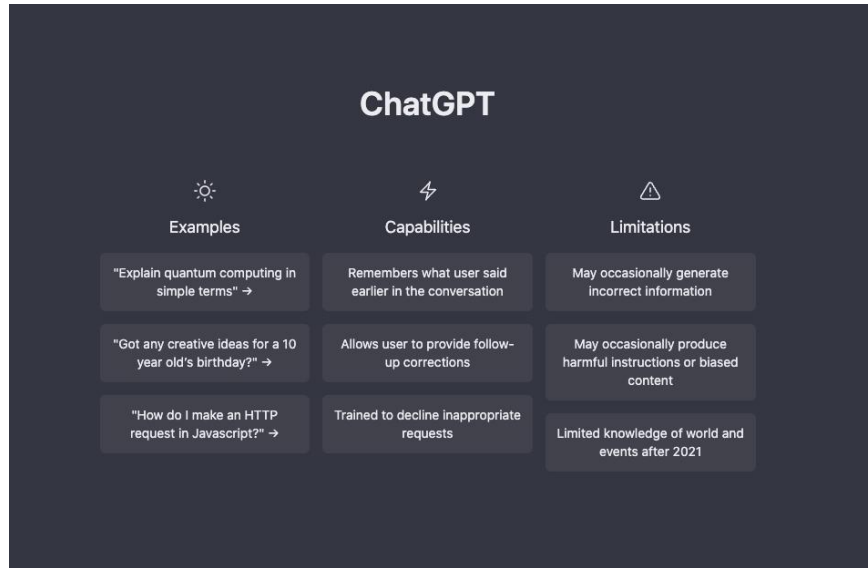 ChatGPT
Examples
"Explain quantum computing in
simple terms" →
"Got any creative ideas for a 10
year old's birthday?" →
"How do I make an HTTP
request in Javascript?" →
Capabilities
Remembers what user said
earlier in the conversation
Allows user to provide follow-
up corrections
Trained to decline inappropriate
requests
Limitations
May occasionally generate
incorrect information
May occasionally produce
harmful instructions or biased
content
Limited knowledge of world and
events after 2021